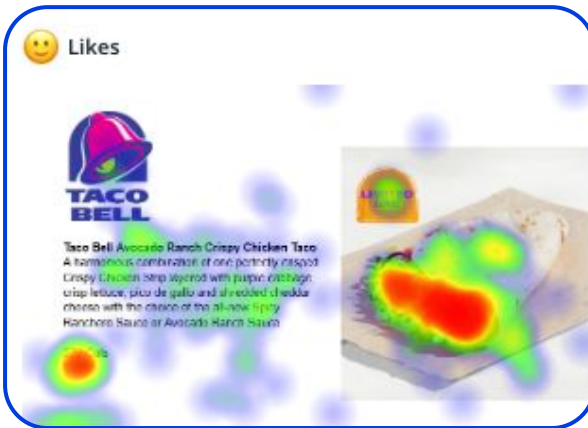 Likes
TACO
BELL
LIMITED
TIME
Taco Bell Avocado Ranch Crispy Chicken Taco
A harmonious combination of one perfectly crisped
Crispy Chicken Strip layered with purple cabbage
crisp lettuce, pico de gallo and shredded cheddar
cheese with the choice of the all-new Spicy
Ranchero Sauce or Avocado Ranch Sauce